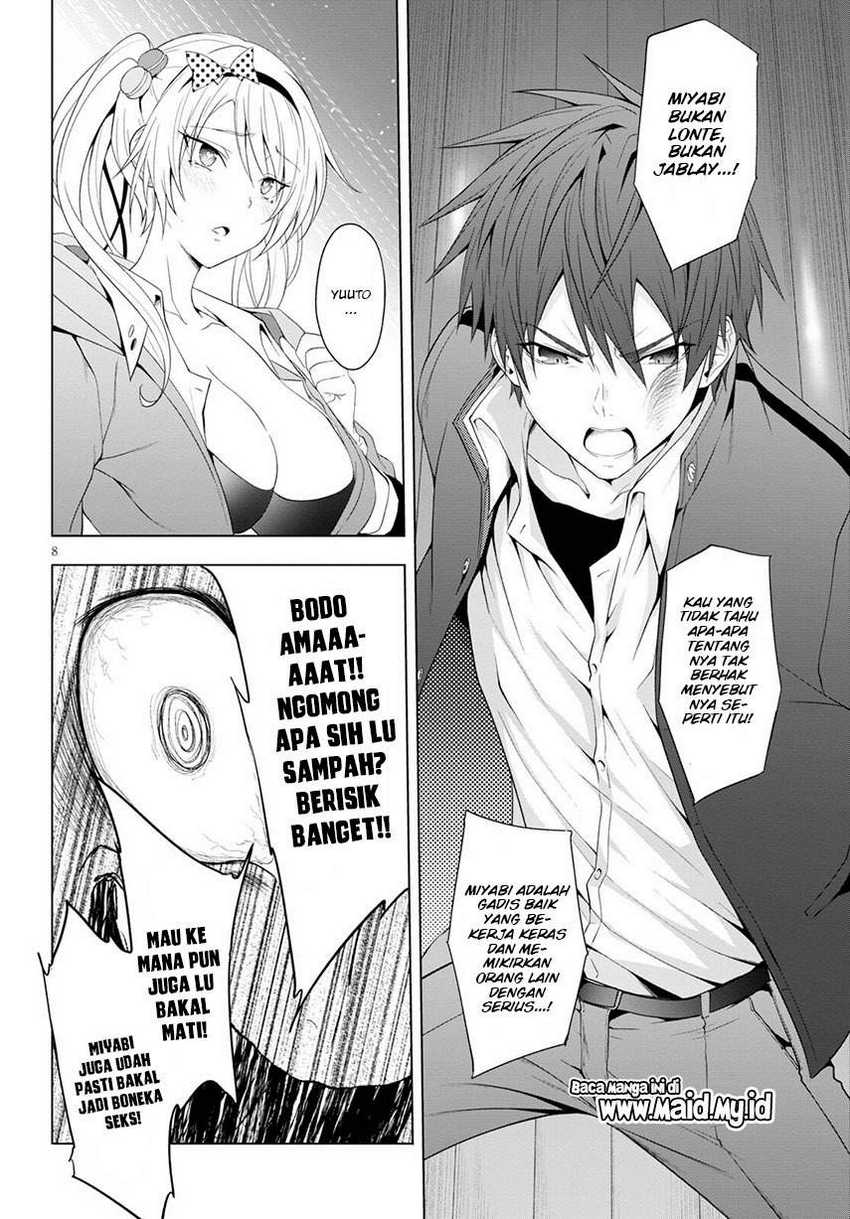 MIYABI
BUKAN
LONTE,
BUKAN
JABLAY...!
KAU YANG
TIDAK TAHU
APA-APA
TENTANG
NYA TAK
BERHAK
MENYEBUT
NYA SE-
PERTI ITU!
MIYABI ADALAH
GADIS BAIK
YANG BE-
KERJA KERAS
DAN ME-
MIKIRKAN
ORANG LAIN
DENGAN
SERIUS...!
Baca Manga ini di
www.Maid.My.id
YUUTO
...
8
BODO
AMAAA-
AAAT!!
NGOMONG
APA SIH LU
SAMPAH?
BERISIK
BANGET!!
MAU KE
MANA PUN
JUGA LU
BAKAL
MATI!
MIYABI
JUGA UDAH
PASTI BAKAL
JADI BONEKA
SEKS!